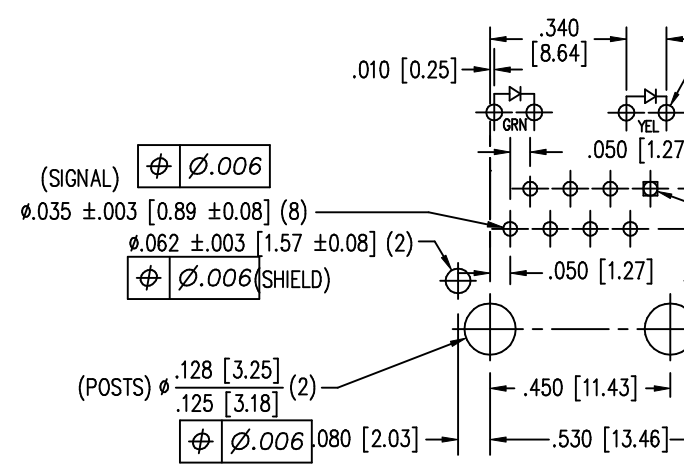 .340
[8.64]
.010 [0.25]
GRN
YEL
.050 [1.27
⌖ Ø.006
(SIGNAL)
ø.035 ±.003 [0.89 ±0.08] (8)
ø.062 ±.003 [1.57 ±0.08] (2)
⌖ Ø.006
(SHIELD)
.050 [1.27]
(POSTS) ø .128 [3.25] (2)
.125 [3.18]
.450 [11.43]
⌖ Ø.006
.080 [2.03]
.530 [13.46]